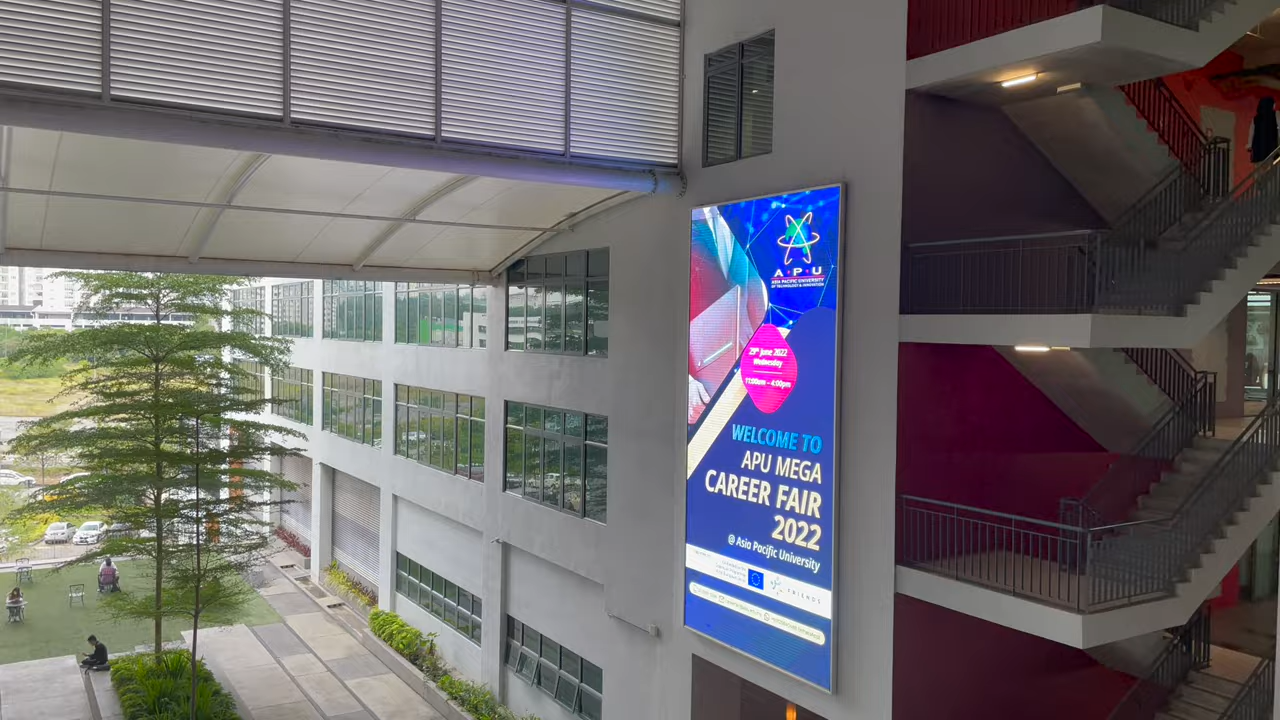 A·P·U
ASIA PACIFIC UNIVERSITY
OF TECHNOLOGY & INNOVATION
29th June 2022
Wednesday
11:00am – 4:00pm
WELCOME TO
APU MEGA
CAREER FAIR
2022
@ Asia Pacific University
FRIENDS